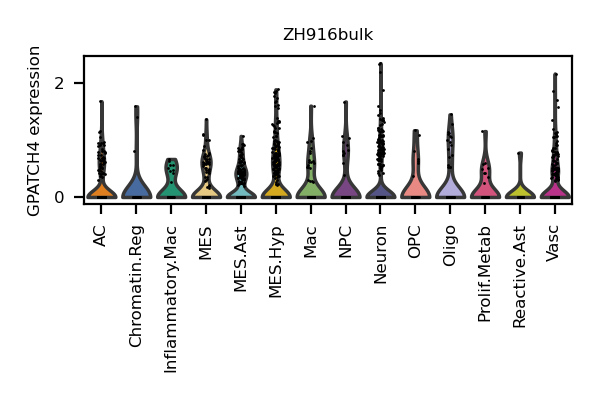 ZH916bulk
GPATCH4 expression
2
0
AC
Chromatin.Reg
Inflammatory.Mac
MES
MES.Ast
MES.Hyp
Mac
NPC
Neuron
OPC
Oligo
Prolif.Metab
Reactive.Ast
Vasc